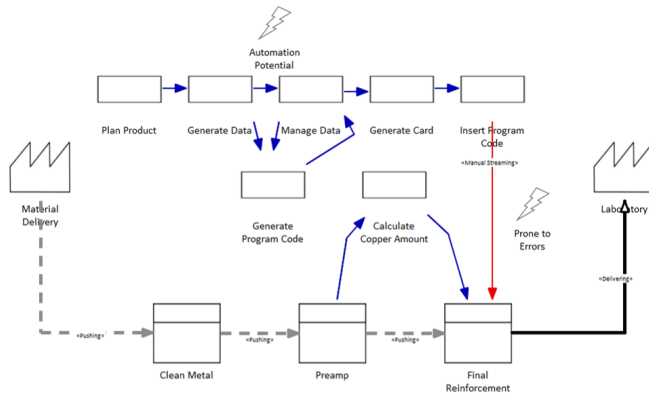 Automation
Potential
Plan Product
Generate Data
Manage Data
Generate Card
Insert Program
Code
«Manual Streaming»
Material
Delivery
Generate
Program Code
Calculate
Copper Amount
Prone to
Errors
Laboratory
«Delivering»
«Pushing»
«Pushing»
«Pushing»
Clean Metal
Preamp
Final
Reinforcement